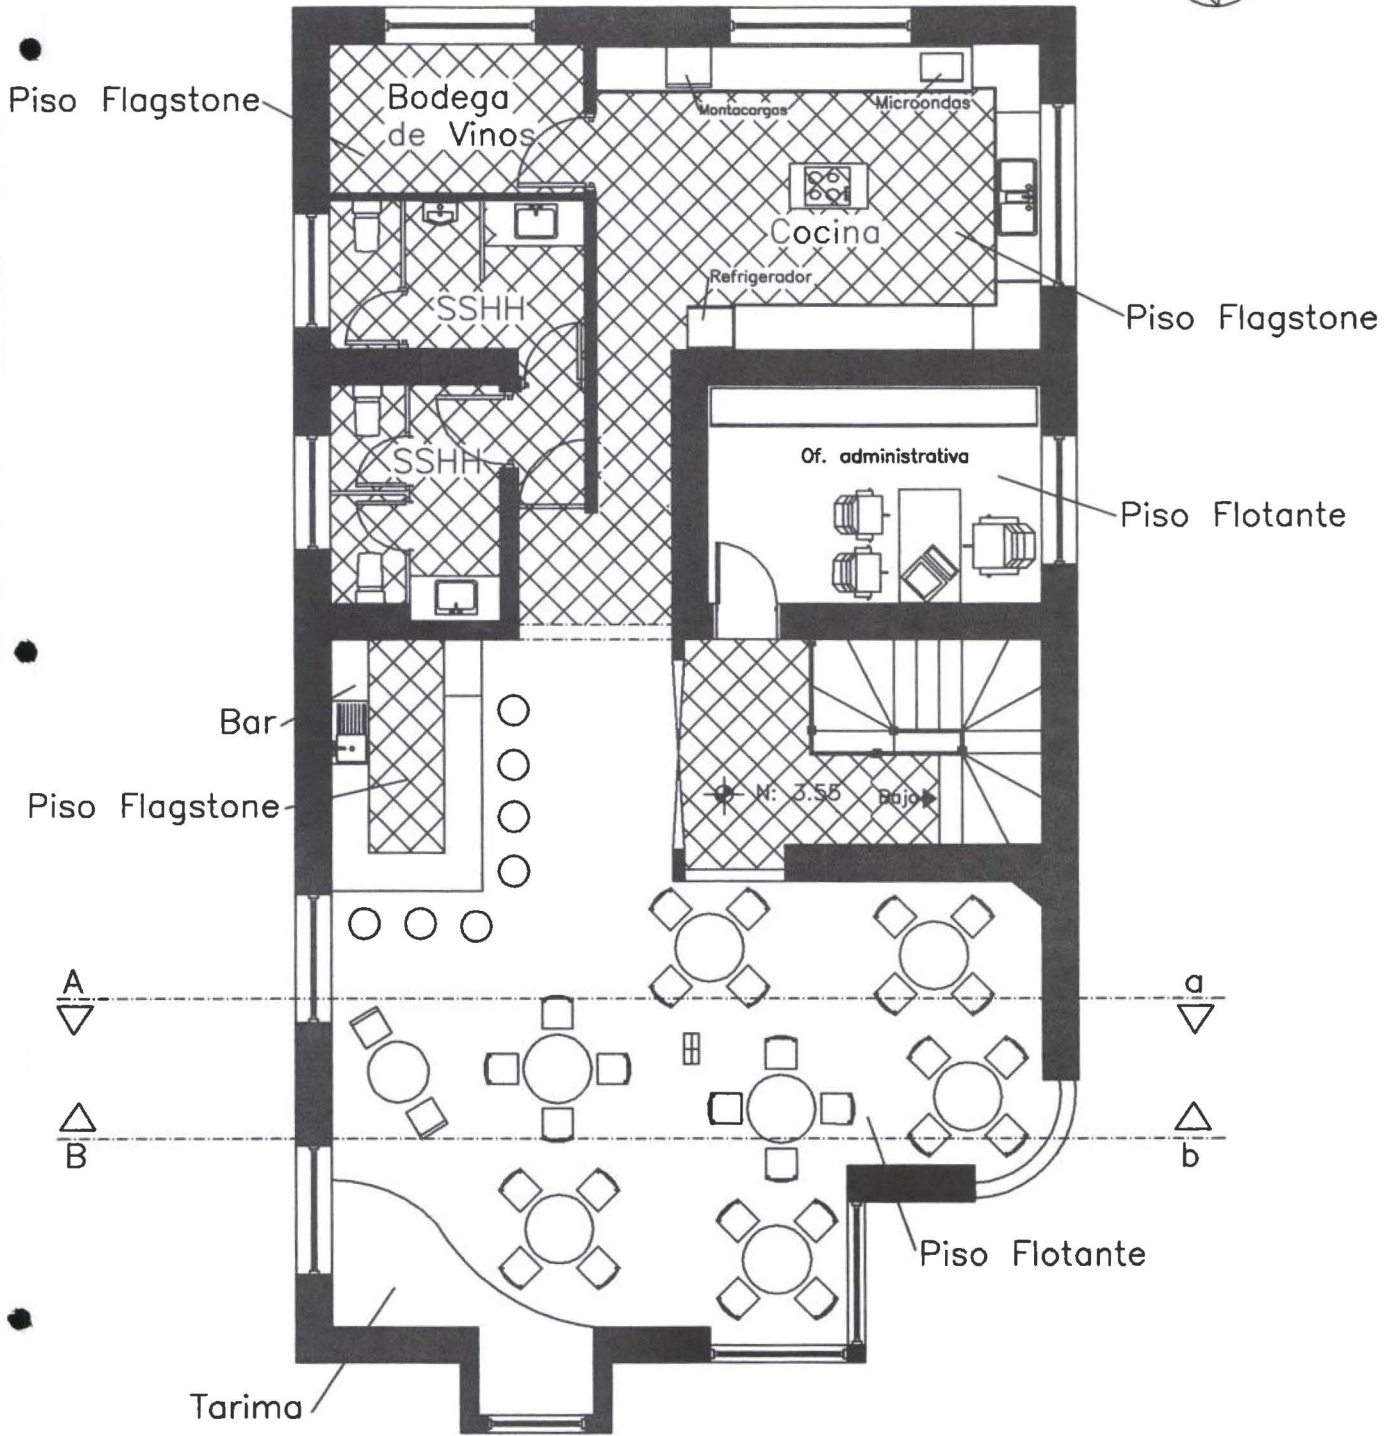 Piso Flagstone
Bodega
de Vinos
Montacargas
Microondas
Cocina
Refrigerador
SSHH
Piso Flagstone
Of. administrativa
SSHH
Piso Flotante
Bar
Piso Flagstone
N: 3.55
Bajo
A
a
B
b
Piso Flotante
Tarima